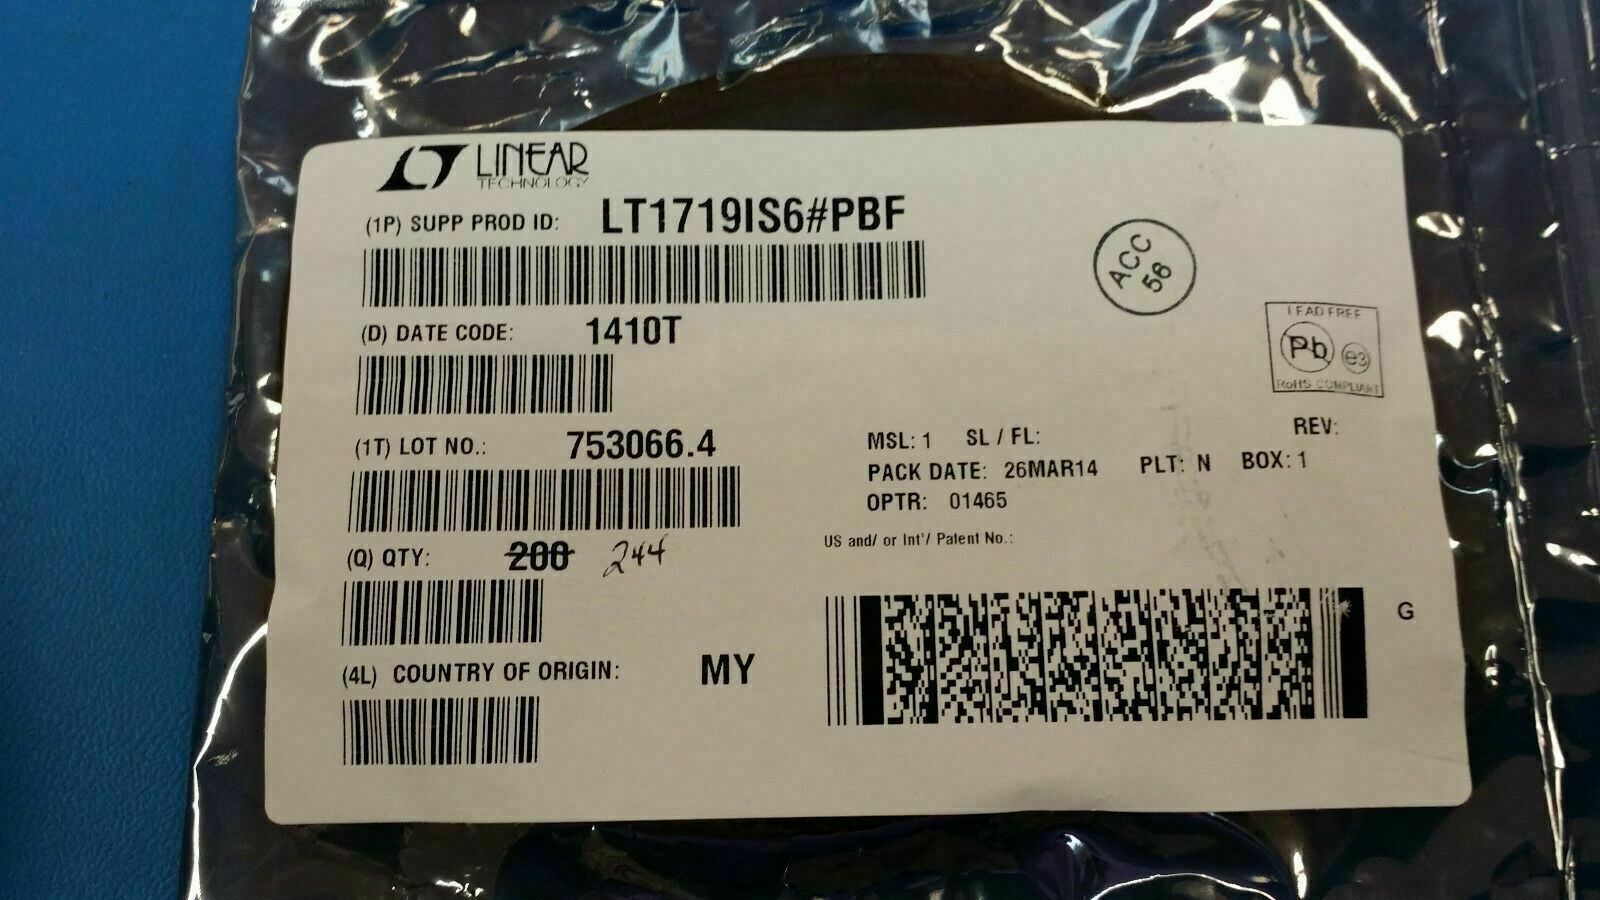 LT LINEAR
TECHNOLOGY
(1P) SUPP PROD ID: LT1719IS6#PBF
ACC
56
(D) DATE CODE: 1410T
LEAD FREE
Pb e3
RoHS COMPLIANT
(1T) LOT NO.: 753066.4
MSL: 1 SL / FL: REV:
PACK DATE: 26MAR14 PLT: N BOX: 1
OPTR: 01465
US and/ or Int'/ Patent No.:
(Q) QTY: 200 244
G
(4L) COUNTRY OF ORIGIN: MY